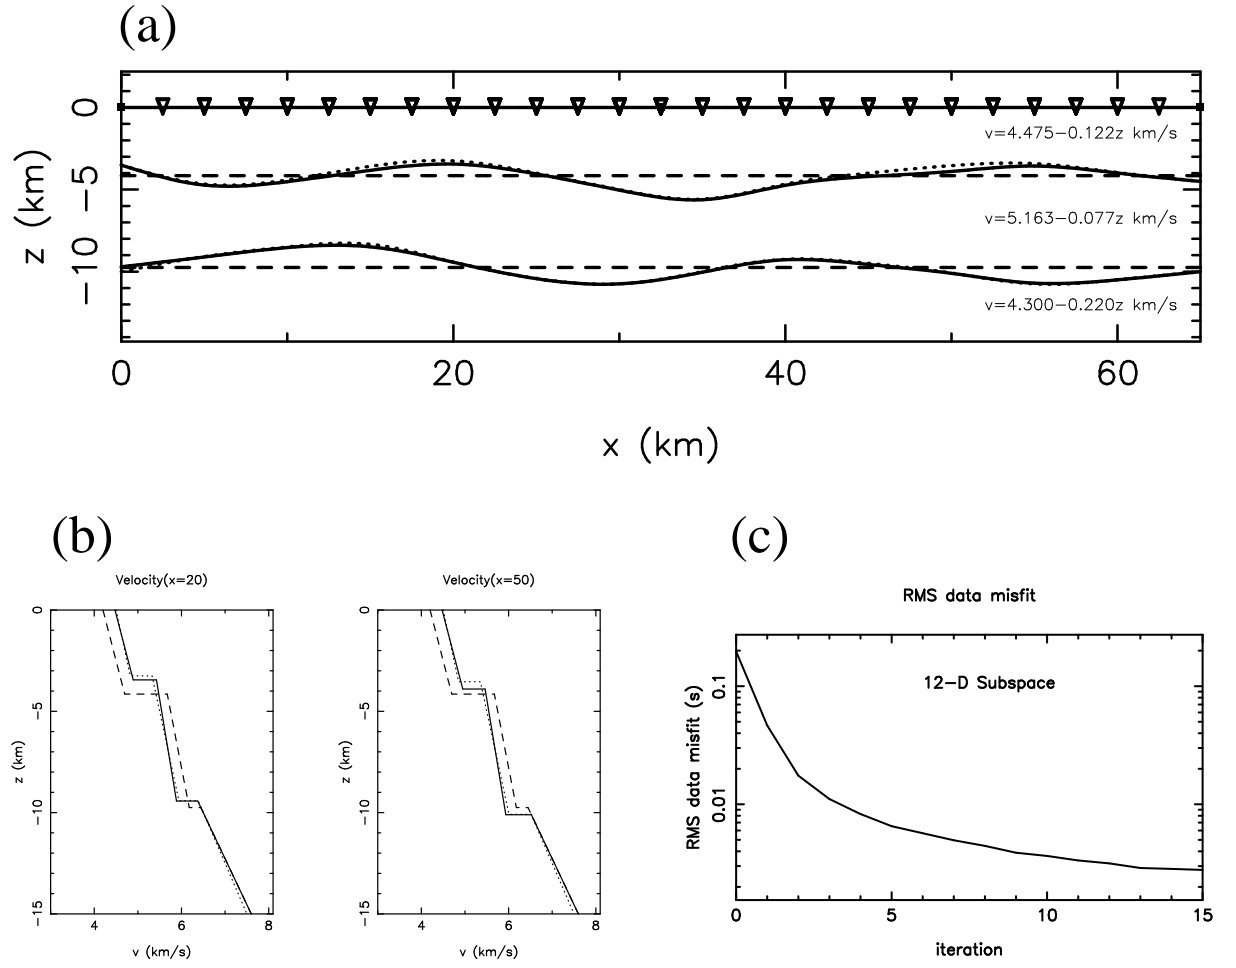 (a)
0
−5
−10
z (km)
v=4.475−0.122z km/s
v=5.163−0.077z km/s
v=4.300−0.220z km/s
0 20 40 60
x (km)
(b)
Velocity(x=20)
0
−5
−10
−15
z (km)
4 6 8
v (km/s)
Velocity(x=50)
0
−5
−10
−15
z (km)
4 6 8
v (km/s)
(c)
RMS data misfit
12−D Subspace
0.1
0.01
RMS data misfit (s)
0 5 10 15
iteration